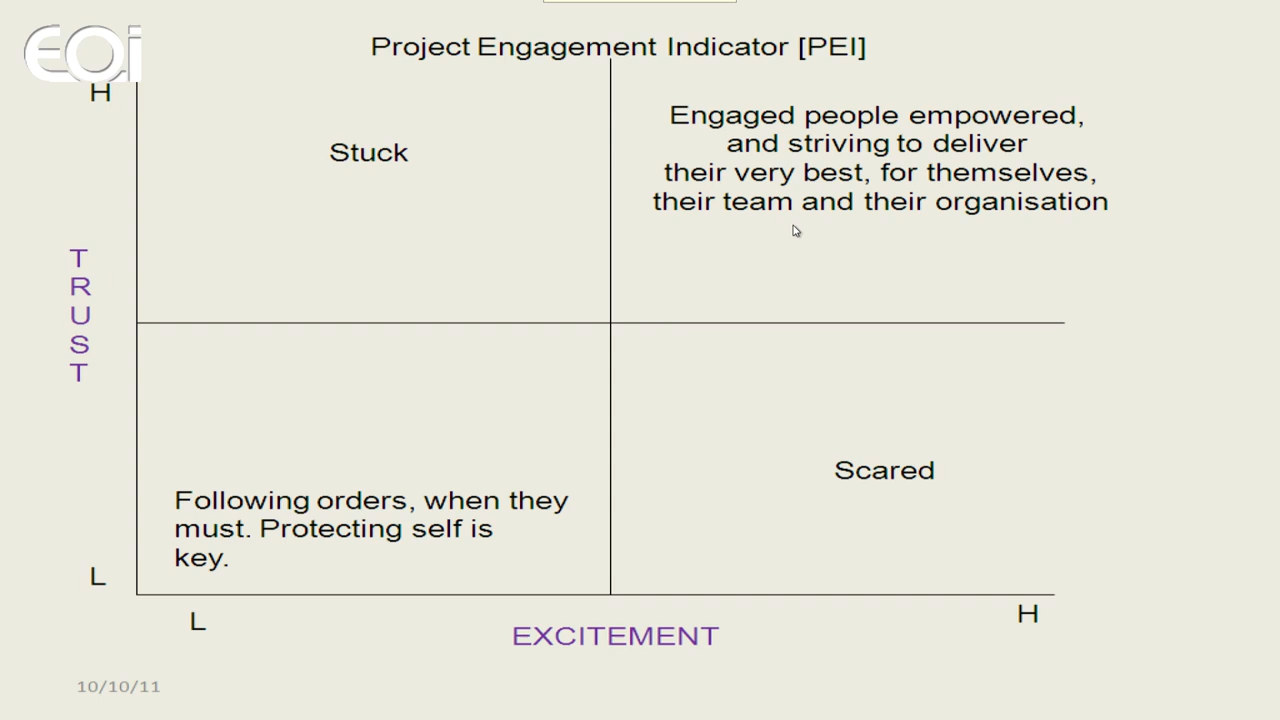 EQi
Project Engagement Indicator [PEI]
H
Stuck
Engaged people empowered,
and striving to deliver
their very best, for themselves,
their team and their organisation
T
R
U
S
T
Following orders, when they
must. Protecting self is
key.
Scared
L
L
H
EXCITEMENT
10/10/11